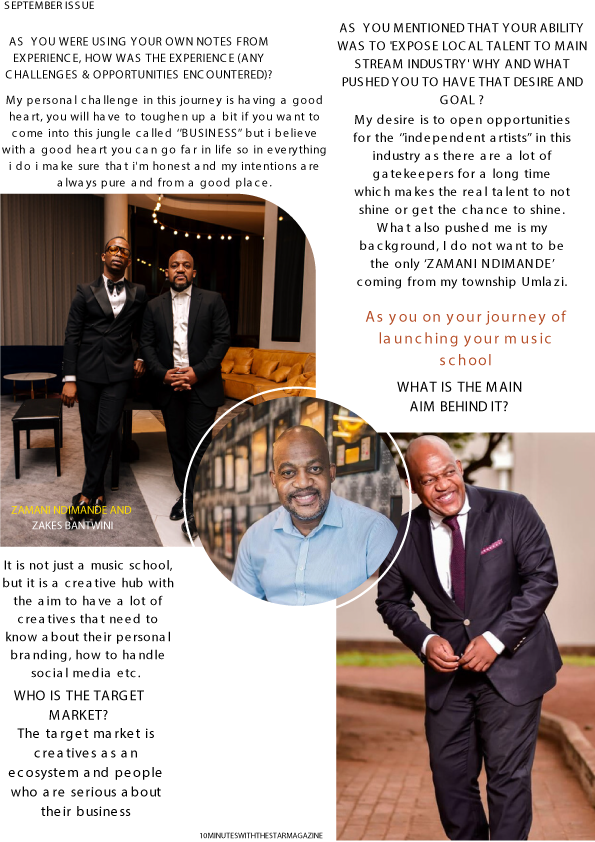 SEPTEMBER ISSUE
AS YOU WERE USING YOUR OWN NOTES FROM
EXPERIENCE, HOW WAS THE EXPERIENCE (ANY
CHALLENGES & OPPORTUNITIES ENCOUNTERED)?
My personal challenge in this journey is having a good
heart, you will have to toughen up a bit if you want to
come into this jungle called ‘’BUSINESS” but i believe
with a good heart you can go far in life so in everything
i do i make sure that i'm honest and my intentions are
always pure and from a good place.
ZAMANI NDIMANDE AND
ZAKES BANTWINI
It is not just a music school,
but it is a creative hub with
the aim to have a lot of
creatives that need to
know about their personal
branding, how to handle
social media etc.
WHO IS THE TARGET
MARKET?
The target market is
creatives as an
ecosystem and people
who are serious about
their business
AS YOU MENTIONED THAT YOUR ABILITY
WAS TO 'EXPOSE LOCAL TALENT TO MAIN
STREAM INDUSTRY' WHY AND WHAT
PUSHED YOU TO HAVE THAT DESIRE AND
GOAL ?
My desire is to open opportunities
for the ‘’independent artists” in this
industry as there are a lot of
gatekeepers for a long time
which makes the real talent to not
shine or get the chance to shine.
What also pushed me is my
background, I do not want to be
the only ‘ZAMANI NDIMANDE’
coming from my township Umlazi.
As you on your journey of
launching your music
school
WHAT IS THE MAIN
AIM BEHIND IT?
10MINUTESWITHTHESTARMAGAZINE